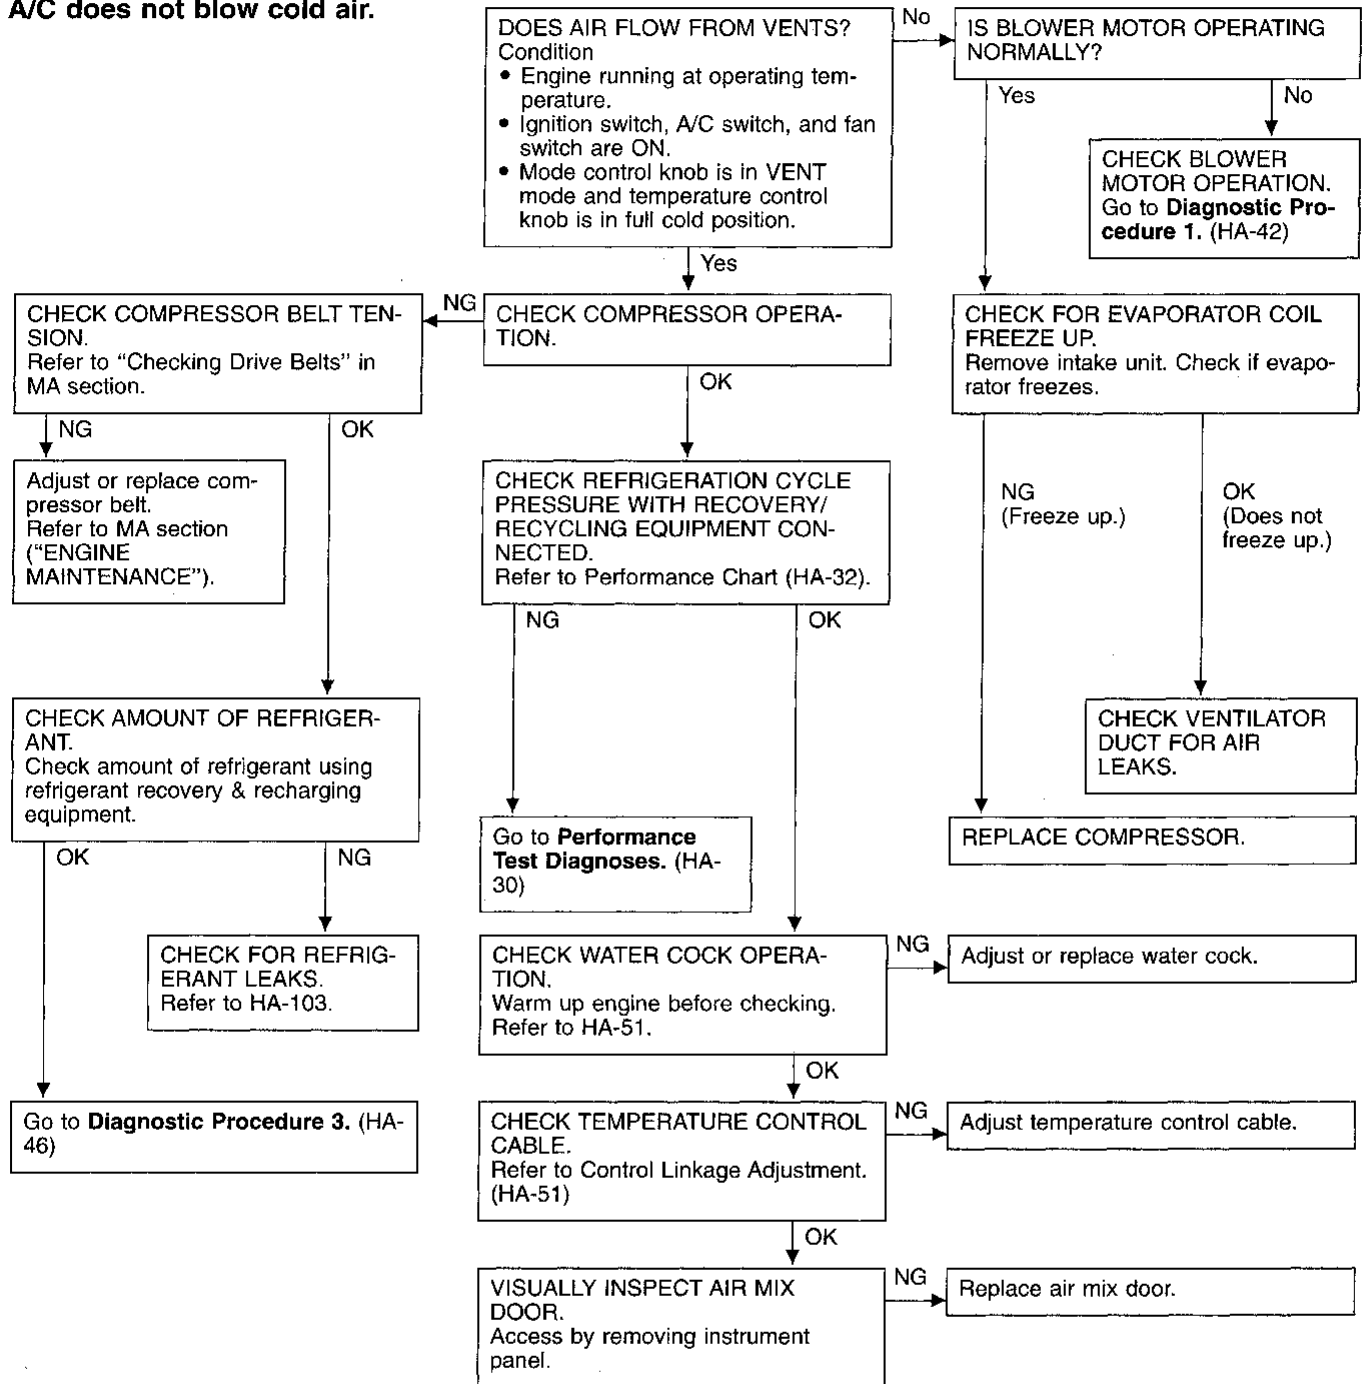 A/C does not blow cold air.
DOES AIR FLOW FROM VENTS?
Condition
• Engine running at operating tem-
perature.
• Ignition switch, A/C switch, and fan
switch are ON.
• Mode control knob is in VENT
mode and temperature control
knob is in full cold position.
No
IS BLOWER MOTOR OPERATING
NORMALLY?
Yes
No
CHECK BLOWER
MOTOR OPERATION.
Go to Diagnostic Pro-
cedure 1. (HA-42)
Yes
CHECK COMPRESSOR BELT TEN-
SION.
Refer to “Checking Drive Belts” in
MA section.
NG
CHECK COMPRESSOR OPERA-
TION.
CHECK FOR EVAPORATOR COIL
FREEZE UP.
Remove intake unit. Check if evapo-
rator freezes.
NG
OK
OK
Adjust or replace com-
pressor belt.
Refer to MA section
(“ENGINE
MAINTENANCE”).
CHECK REFRIGERATION CYCLE
PRESSURE WITH RECOVERY/
RECYCLING EQUIPMENT CON-
NECTED.
Refer to Performance Chart (HA-32).
NG
(Freeze up.)
OK
(Does not
freeze up.)
NG
OK
CHECK AMOUNT OF REFRIGER-
ANT.
Check amount of refrigerant using
refrigerant recovery & recharging
equipment.
CHECK VENTILATOR
DUCT FOR AIR
LEAKS.
Go to Performance
Test Diagnoses. (HA-
30)
REPLACE COMPRESSOR.
OK
NG
CHECK FOR REFRIG-
ERANT LEAKS.
Refer to HA-103.
CHECK WATER COCK OPERA-
TION.
Warm up engine before checking.
Refer to HA-51.
NG
Adjust or replace water cock.
OK
Go to Diagnostic Procedure 3. (HA-
46)
CHECK TEMPERATURE CONTROL
CABLE.
Refer to Control Linkage Adjustment.
(HA-51)
NG
Adjust temperature control cable.
OK
VISUALLY INSPECT AIR MIX
DOOR.
Access by removing instrument
panel.
NG
Replace air mix door.